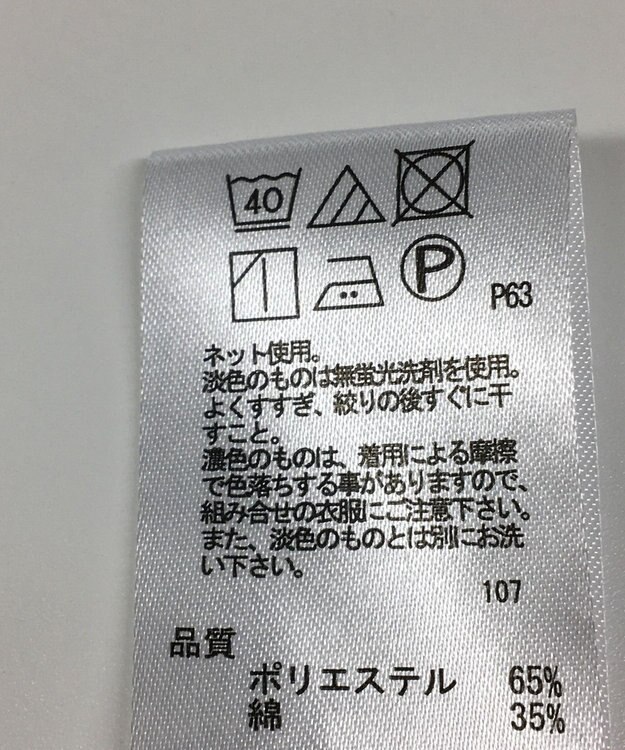 40
P
P63
ネット使用。
淡色のものは無蛍光洗剤を使用。
よくすすぎ、絞りの後すぐに干
すこと。
濃色のものは、着用による摩擦
で色落ちする事がありますので、
組み合せの衣服にご注意下さい。
また、淡色のものとは別にお洗
い下さい。
107
品質
ポリエステル 65%
綿 35%